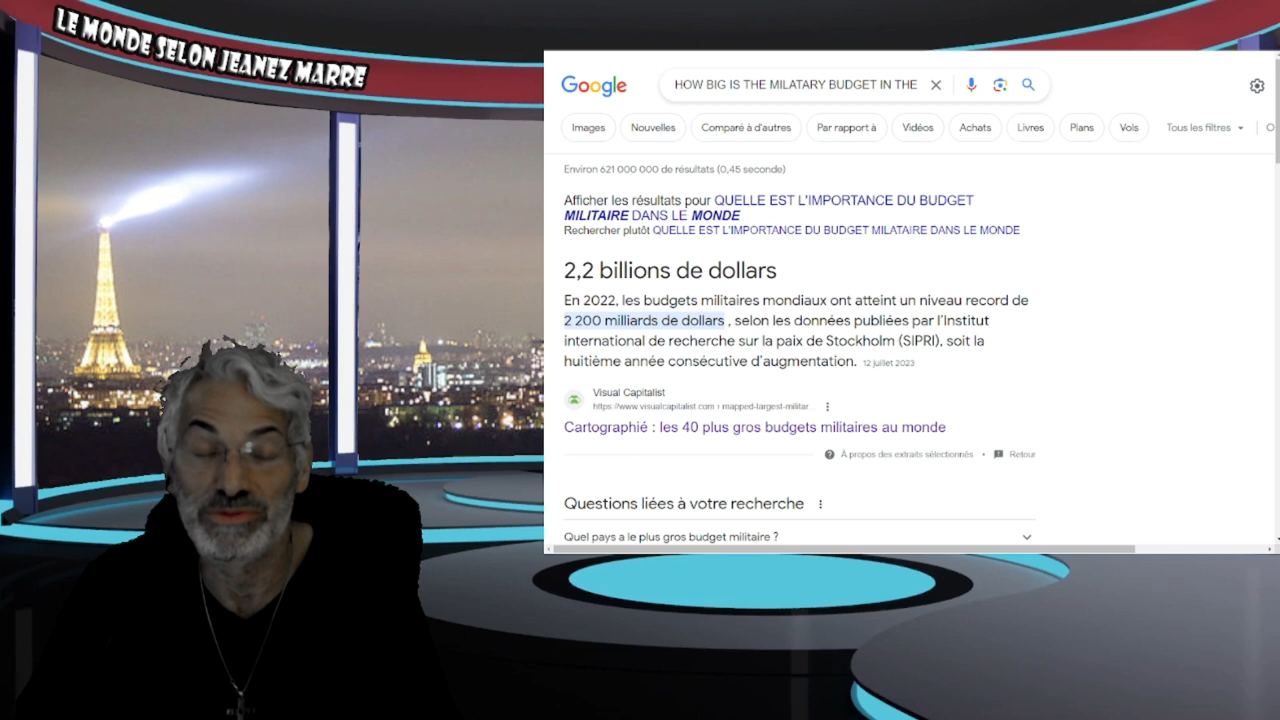 LE MONDE SELON JEANEZ MARRE
Google
HOW BIG IS THE MILATARY BUDGET IN THE
Images
Nouvelles
Comparé à d'autres
Par rapport à
Vidéos
Achats
Livres
Plans
Vols
Tous les filtres
Environ 621 000 000 de résultats (0,45 seconde)
Afficher les résultats pour QUELLE EST L'IMPORTANCE DU BUDGET
MILITAIRE DANS LE MONDE
Rechercher plutôt QUELLE EST L'IMPORTANCE DU BUDGET MILATAIRE DANS LE MONDE
2,2 billions de dollars
En 2022, les budgets militaires mondiaux ont atteint un niveau record de
2 200 milliards de dollars , selon les données publiées par l'Institut
international de recherche sur la paix de Stockholm (SIPRI), soit la
huitième année consécutive d'augmentation. 12 juillet 2023
Visual Capitalist
https://www.visualcapitalist.com › mapped-largest-militar...
Cartographié : les 40 plus gros budgets militaires au monde
À propos des extraits sélectionnés • Retour
Questions liées à votre recherche
Quel pays a le plus gros budget militaire ?